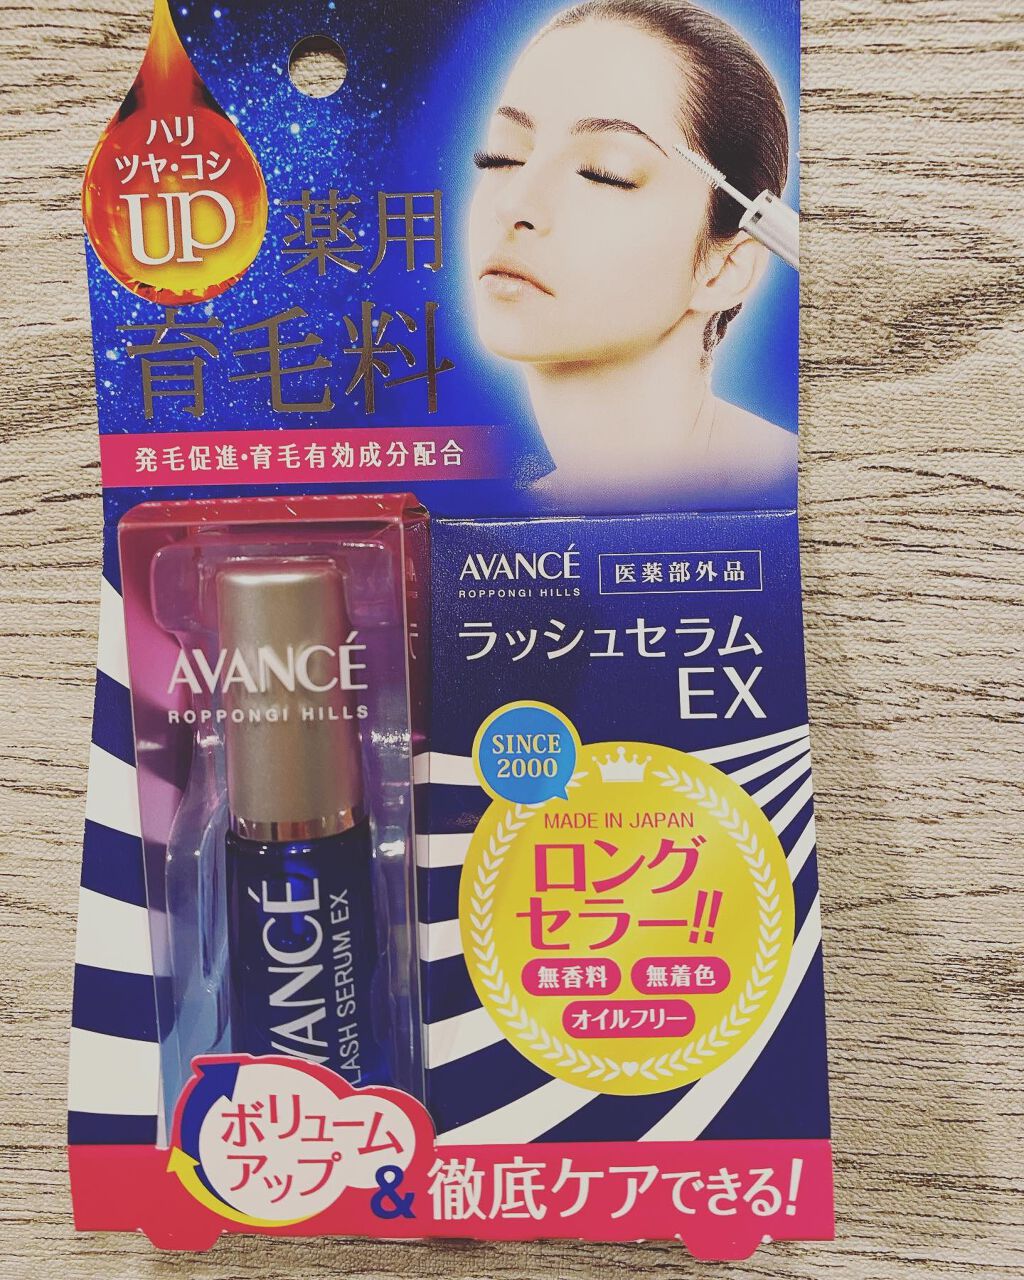 ハリ
ツヤ・コシ
UP
薬用
育毛料
発毛促進・育毛有効成分配合
AVANCÉ
ROPPONGI HILLS
医薬部外品
ラッシュセラム
EX
AVANCÉ
ROPPONGI HILLS
SINCE
2000
MADE IN JAPAN
ロング
セラー!!
無香料
無着色
オイルフリー
VANCÉ
LASH SERUM EX
ボリューム
アップ
&徹底ケアできる!